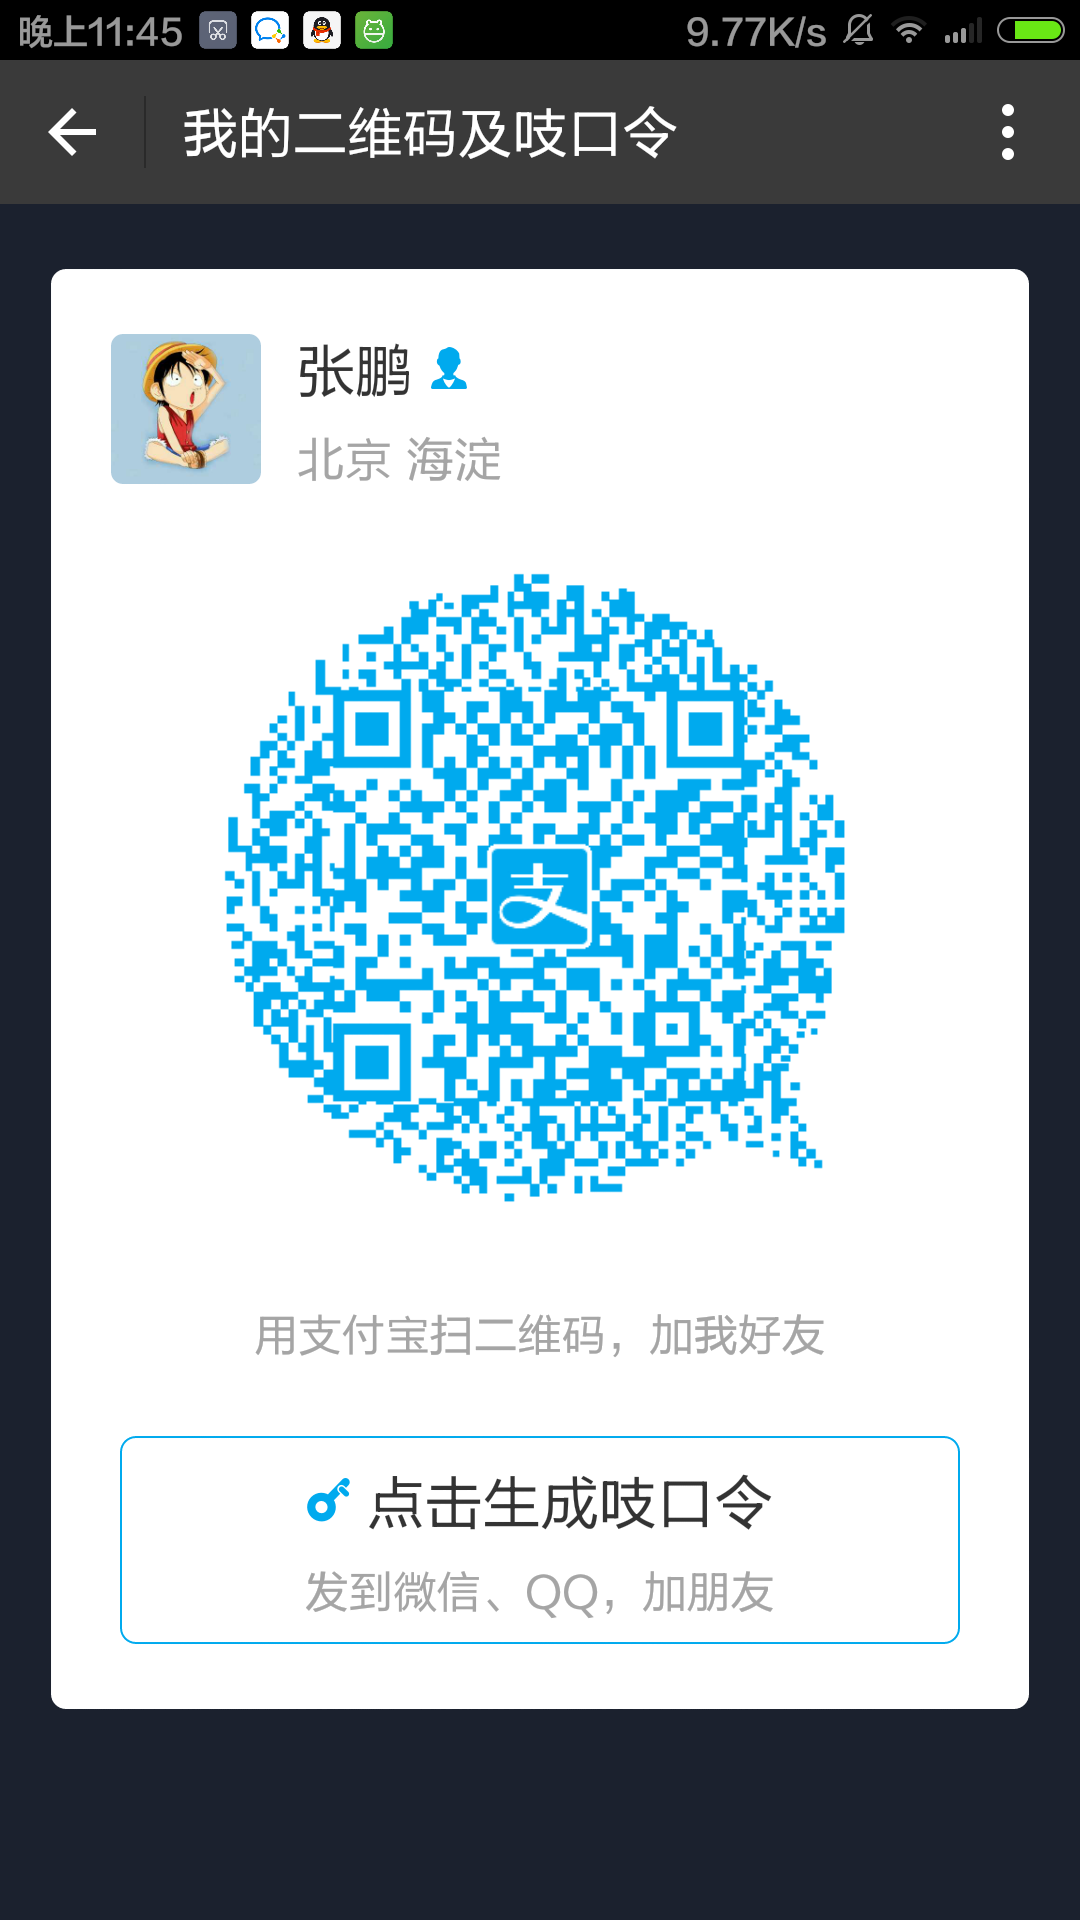 晚上11:45
9.77K/s
我的二维码及吱口令
张鹏
北京 海淀
支
用支付宝扫二维码，加我好友
点击生成吱口令
发到微信、QQ，加朋友